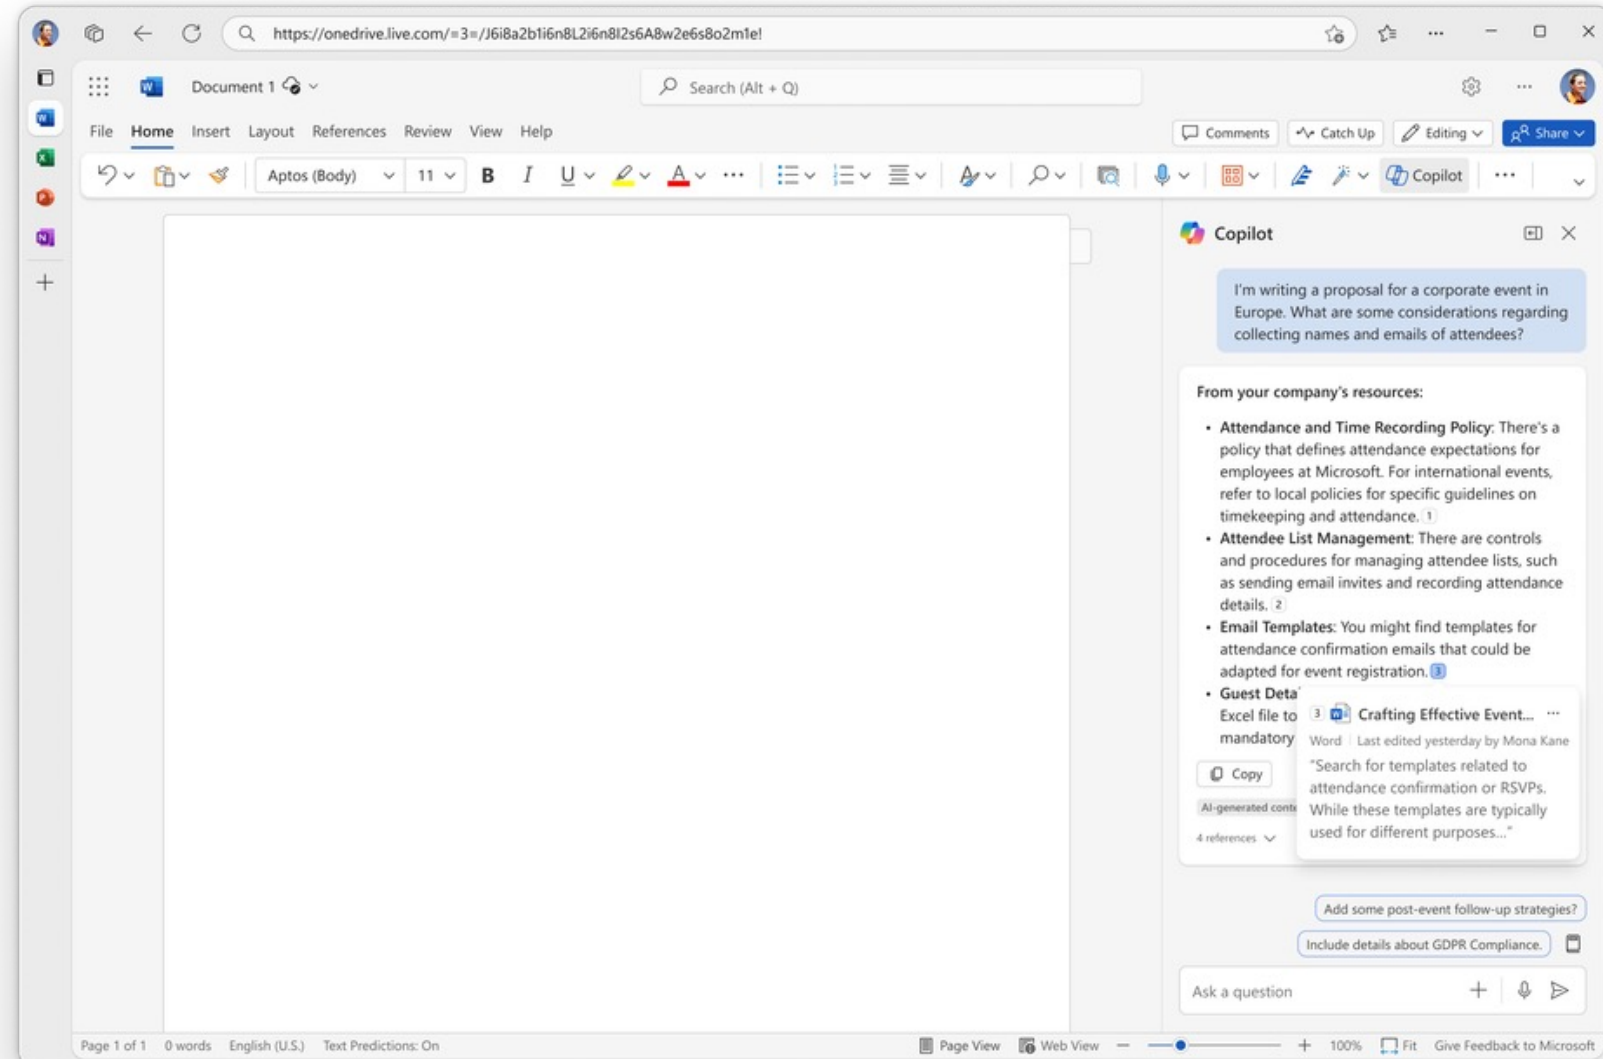 https://onedrive.live.com/=3=/J6i8a2b1i6n8L2i6n8I2s6A8w2e6s8o2m1e!
Document 1
Search (Alt + Q)
File Home Insert Layout References Review View Help
Comments Catch Up Editing Share
Aptos (Body) 11 B I U A Copilot
Copilot
I'm writing a proposal for a corporate event in
Europe. What are some considerations regarding
collecting names and emails of attendees?
From your company's resources:
• Attendance and Time Recording Policy: There's a
policy that defines attendance expectations for
employees at Microsoft. For international events,
refer to local policies for specific guidelines on
timekeeping and attendance. 1
• Attendee List Management: There are controls
and procedures for managing attendee lists, such
as sending email invites and recording attendance
details. 2
• Email Templates: You might find templates for
attendance confirmation emails that could be
adapted for event registration. 3
• Guest
Excel file to
mandatory
3 Crafting Effective Event...
Word Last edited yesterday by Mona Kane
"Search for templates related to
attendance confirmation or RSVPs.
While these templates are typically
used for different purposes..."
Copy
AI-generated
4 references
Add some post-event follow-up strategies?
Include details about GDPR Compliance.
Ask a question
Page 1 of 1 0 words English (U.S.) Text Predictions: On Page View Web View 100% Fit Give Feedback to Microsoft